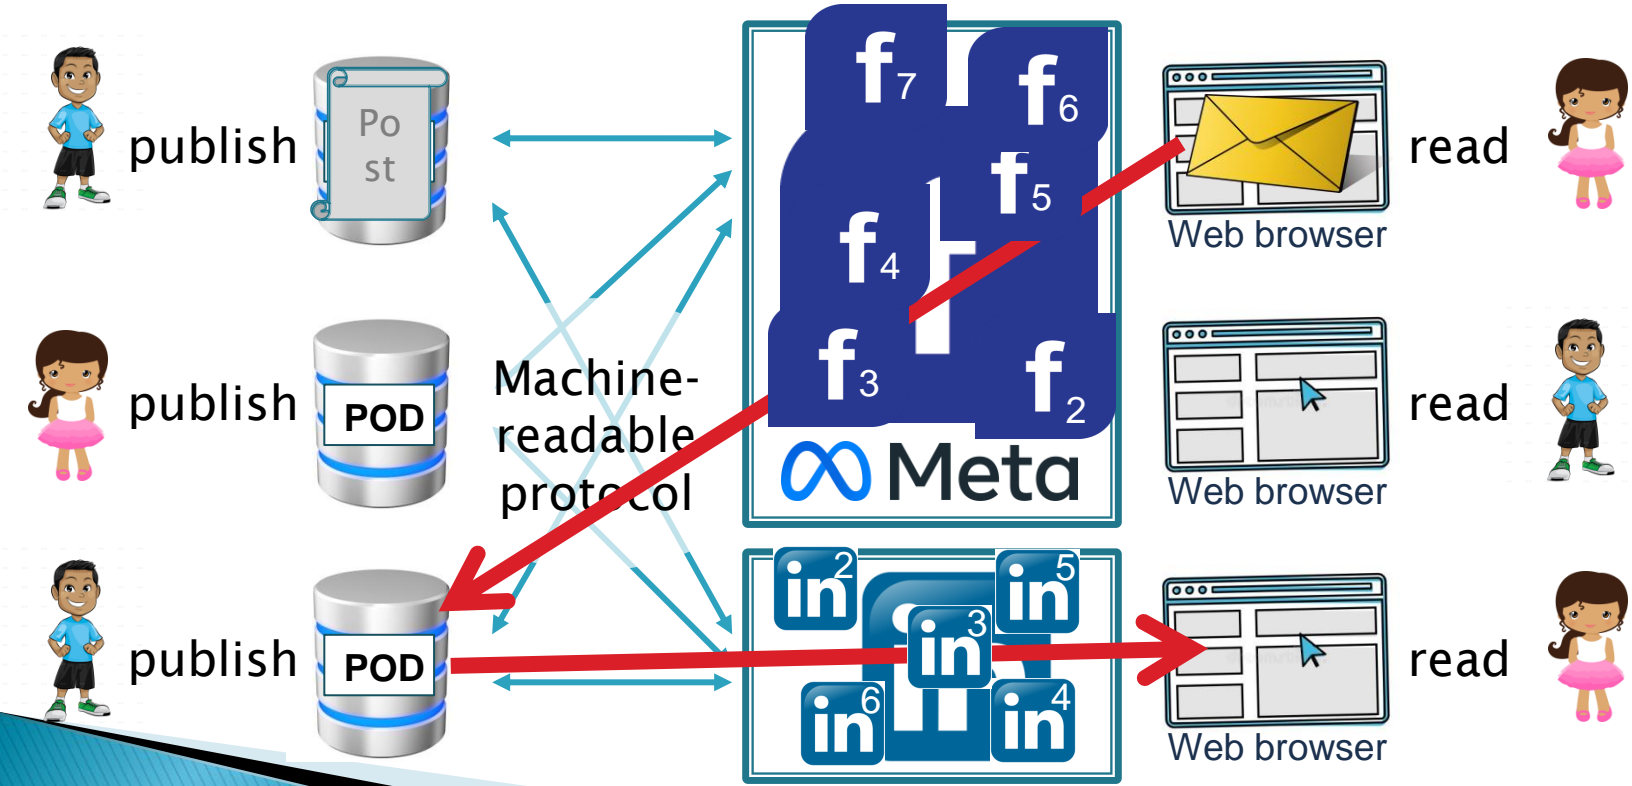 publish
Po
st
f7
f6
f5
f4
f3
f2
Web browser
read
publish
POD
Machine-
readable
protocol
Meta
Web browser
read
publish
POD
in2
in5
in3
in6
in4
Web browser
read